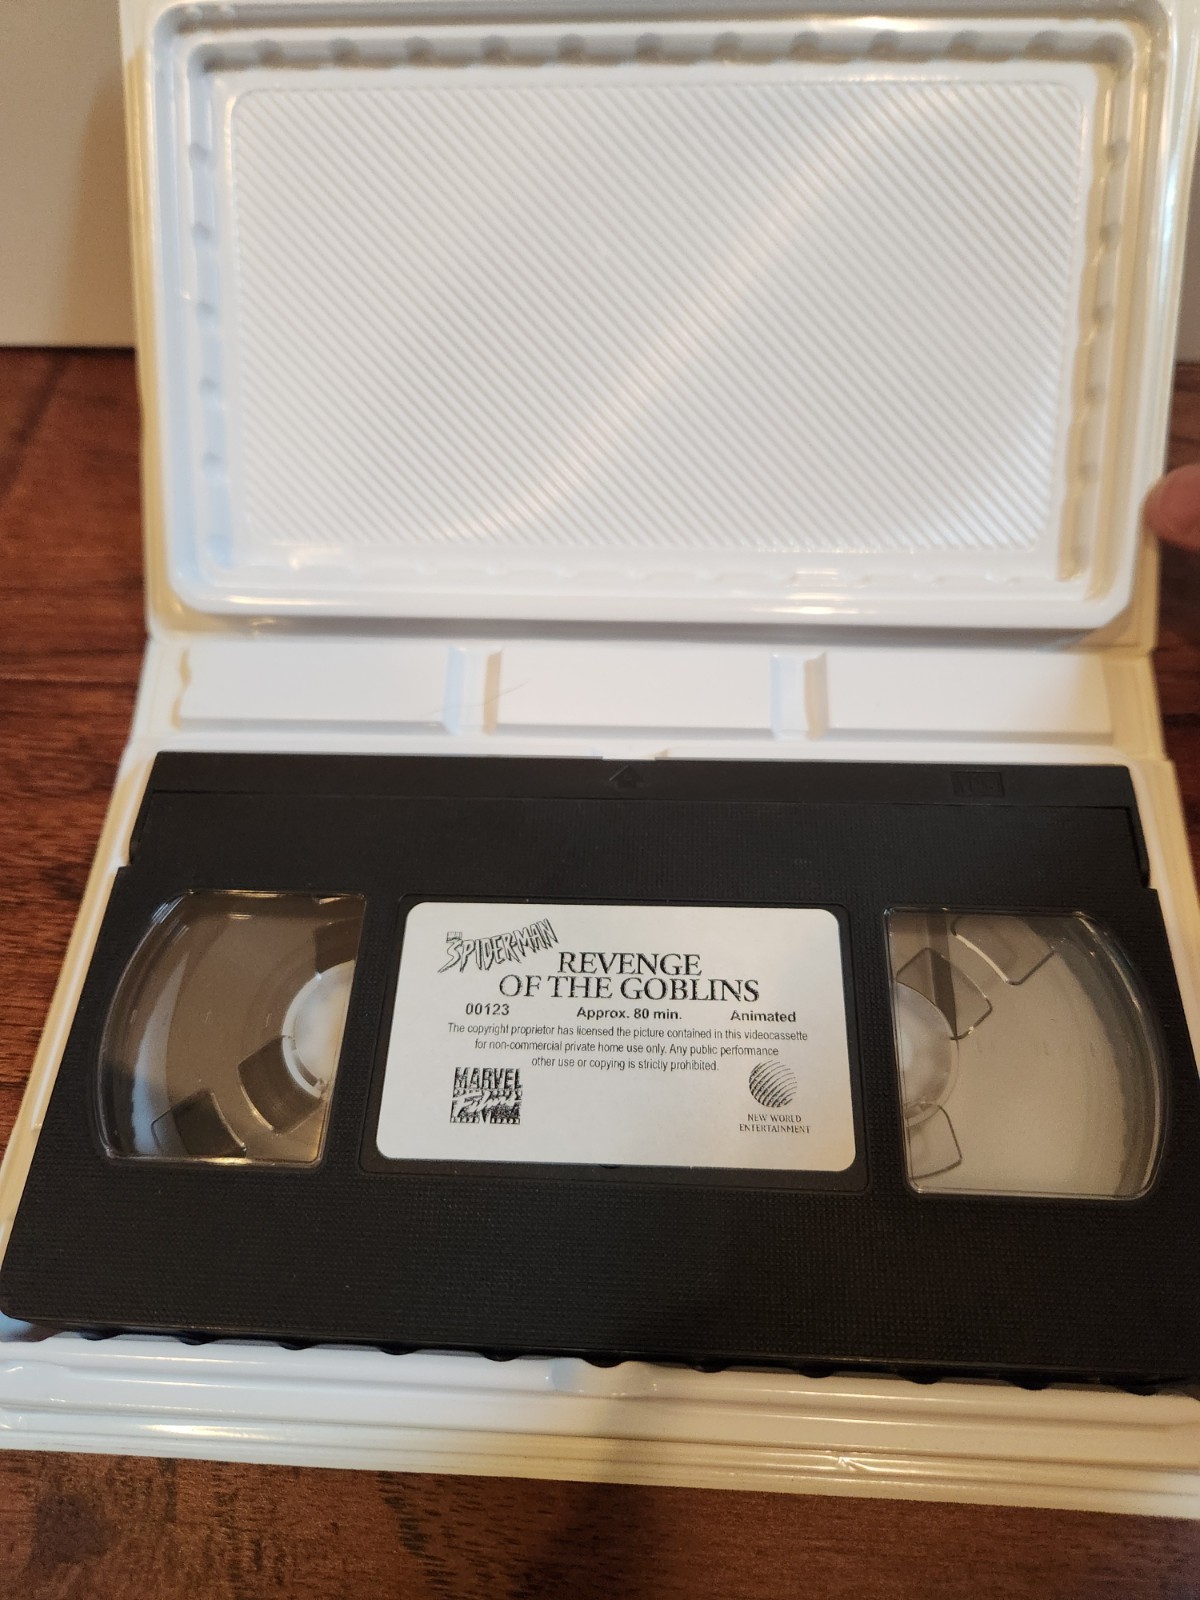 SPIDER-MAN
REVENGE
OF THE GOBLINS
00123 Approx. 80 min. Animated
The copyright proprietor has licensed the picture contained in this videocassette
for non-commercial private home use only. Any public performance
other use or copying is strictly prohibited.
MARVEL
NEW WORLD
ENTERTAINMENT